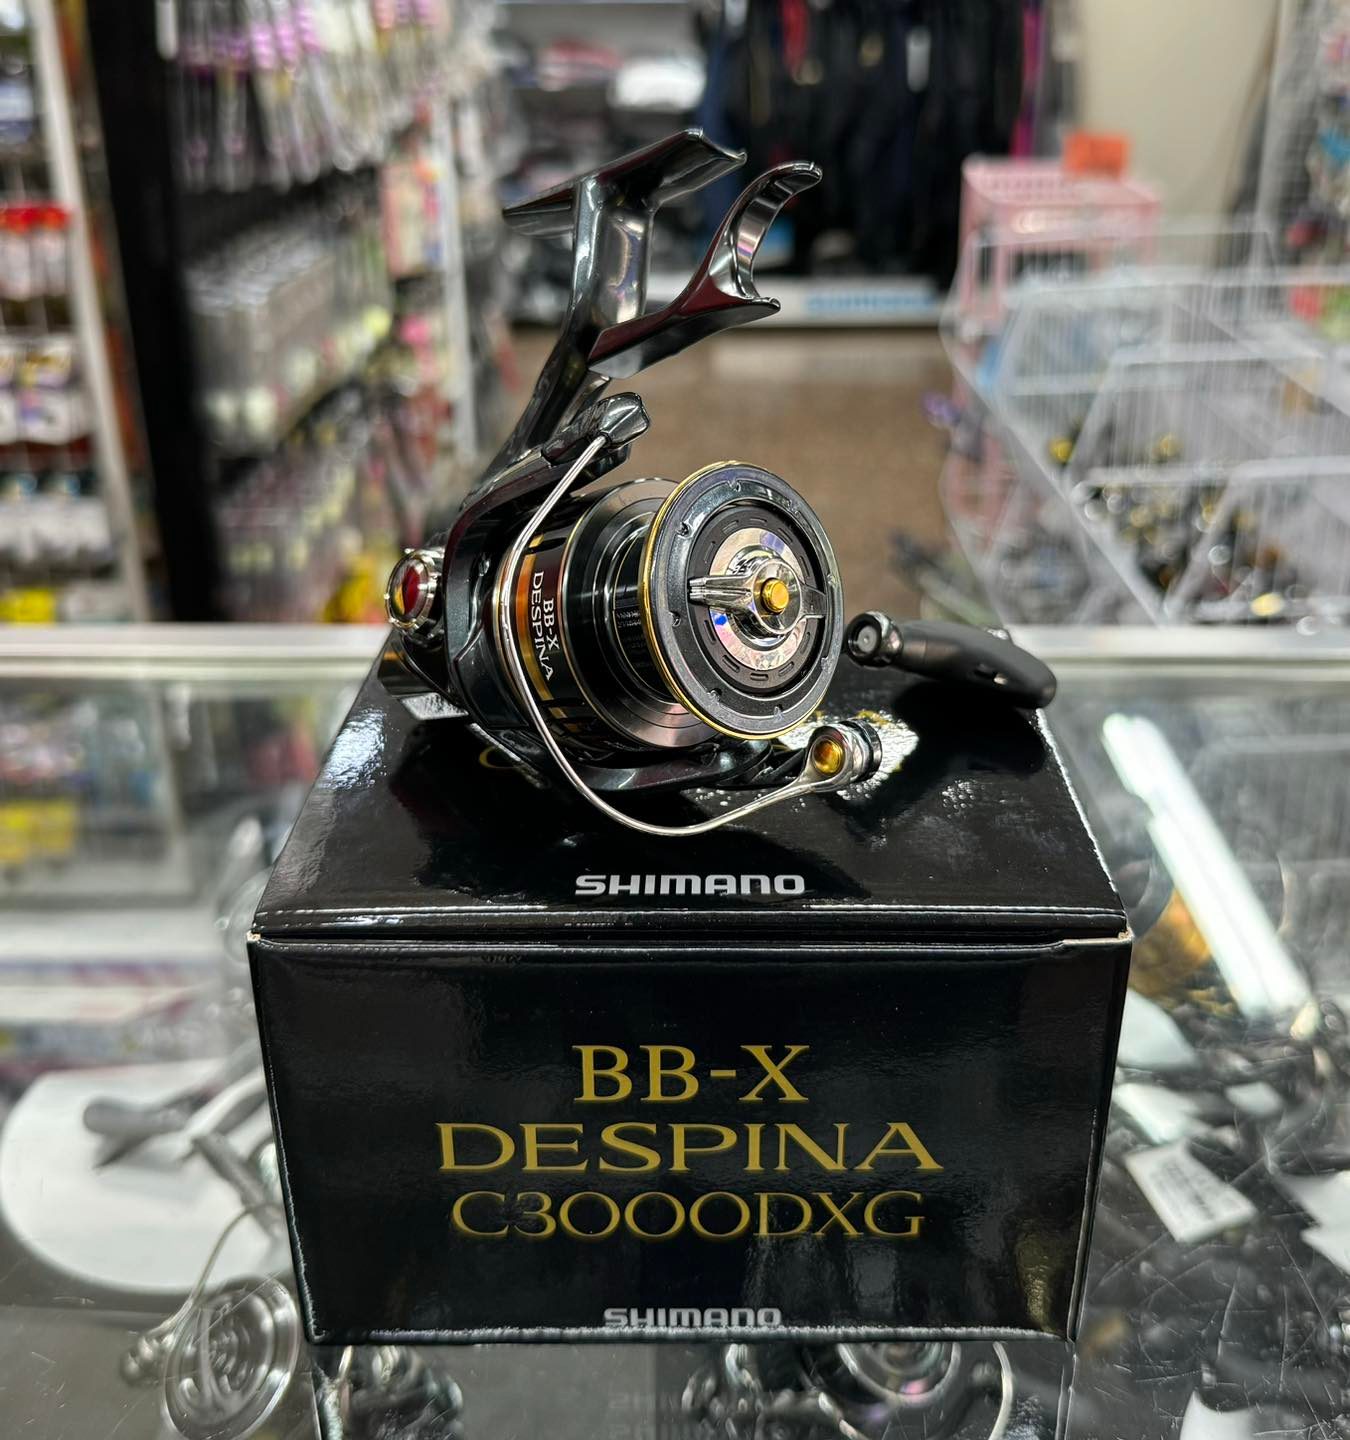 BB-X
DESPINA
SHIMANO
BB-X
DESPINA
C3000DXG
SHIMANO